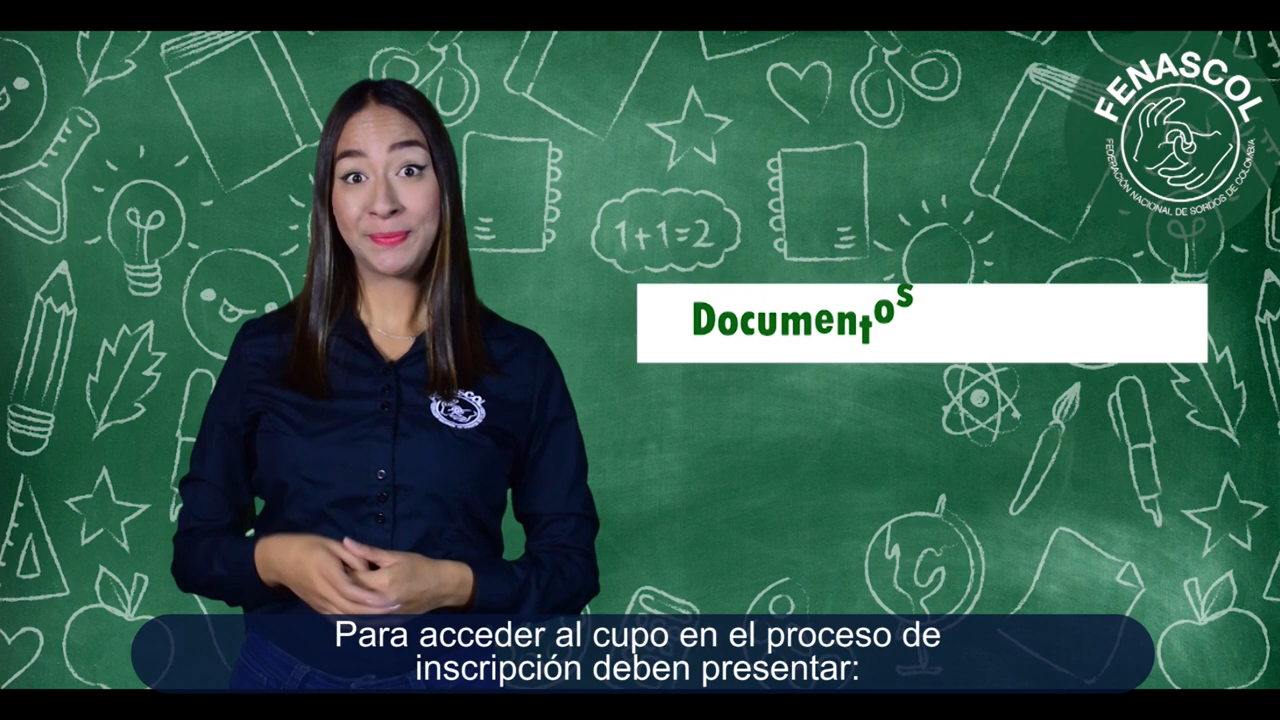 FENASCOL
FEDERACIÓN NACIONAL DE SORDOS DE COLOMBIA
1+1=2
Documentos
FENASCOL
Para acceder al cupo en el proceso de
inscripción deben presentar: